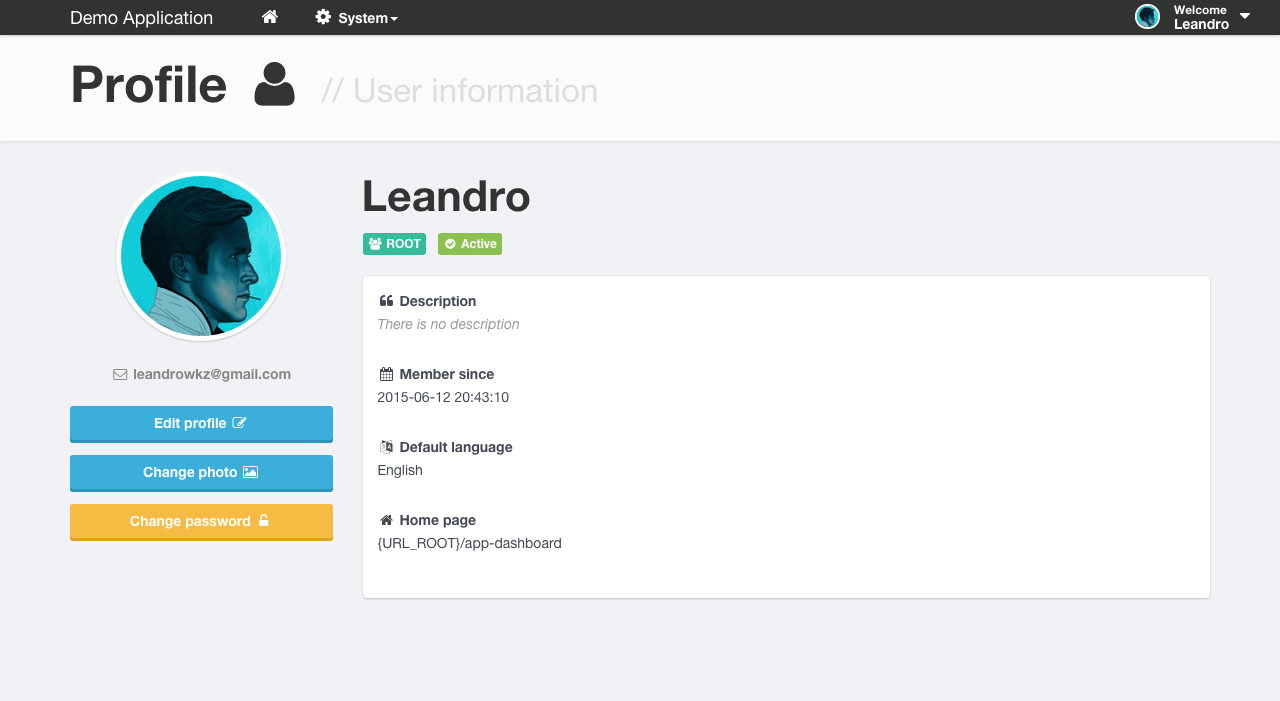 Demo Application
System
Welcome
Leandro
Profile
// User information
Leandro
ROOT
Active
Description
There is no description
leandrowkz@gmail.com
Member since
2015-06-12 20:43:10
Edit profile
Change photo
Change password
Default language
English
Home page
{URL_ROOT}/app-dashboard